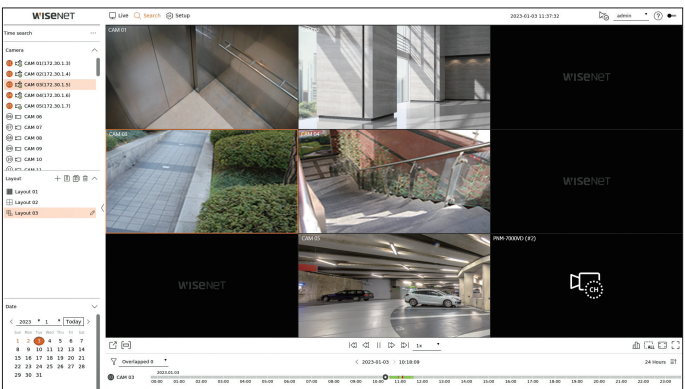 WISENET
Live Search Setup 2023-01-03 11:37:32 admin
Time search
Camera
CAM 01(172.30.1.3)
CAM 02(172.30.1.4)
CAM 03(172.30.1.5)
CAM 04(172.30.1.6)
CAM 05(172.30.1.7)
06 CAM 06
07 CAM 07
08 CAM 08
09 CAM 09
10 CAM 10
CAM 11
Layout
Layout 01
Layout 02
Layout 03
Date
2023 1 Today
Sun Mon Tue Wed Thu Fri Sat
1 2 3 4 5 6 7
8 9 10 11 12 13 14
15 16 17 18 19 20 21
22 23 24 25 26 27 28
29 30 31
CAM 01
WISENET
CAM 03
CAM 04
WISENET
WISENET
CAM 05
PNM-7000VD (#2)
CH
1x
ALL
Overlapped 0
2023-01-03 10:18:09
24 Hours
CAM 03
2023.01.03
00:00 01:00 02:00 03:00 04:00 05:00 06:00 07:00 08:00 09:00 10:00 11:00 12:00 13:00 14:00 15:00 16:00 17:00 18:00 19:00 20:00 21:00 22:00 23:00